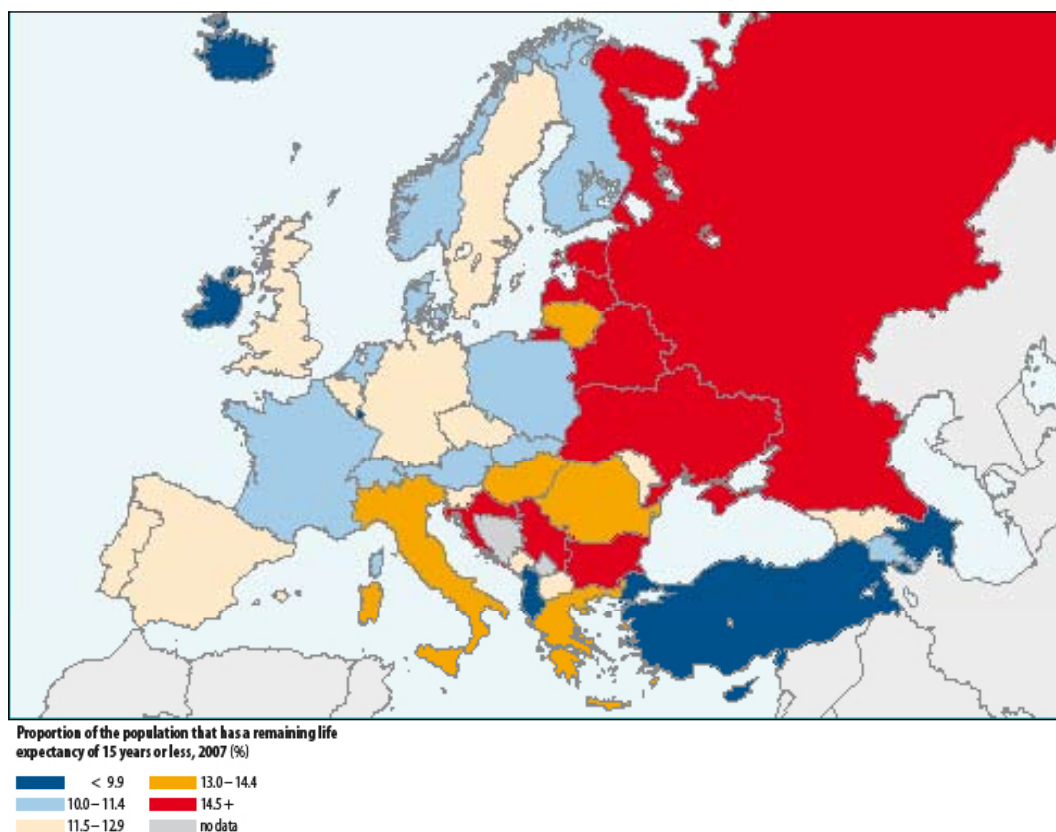 Proportion of the population that has a remaining life
expectancy of 15 years or less, 2007 (%)
< 9.9
13.0 – 14.4
10.0 – 11.4
14.5 +
11.5 – 12.9
no data